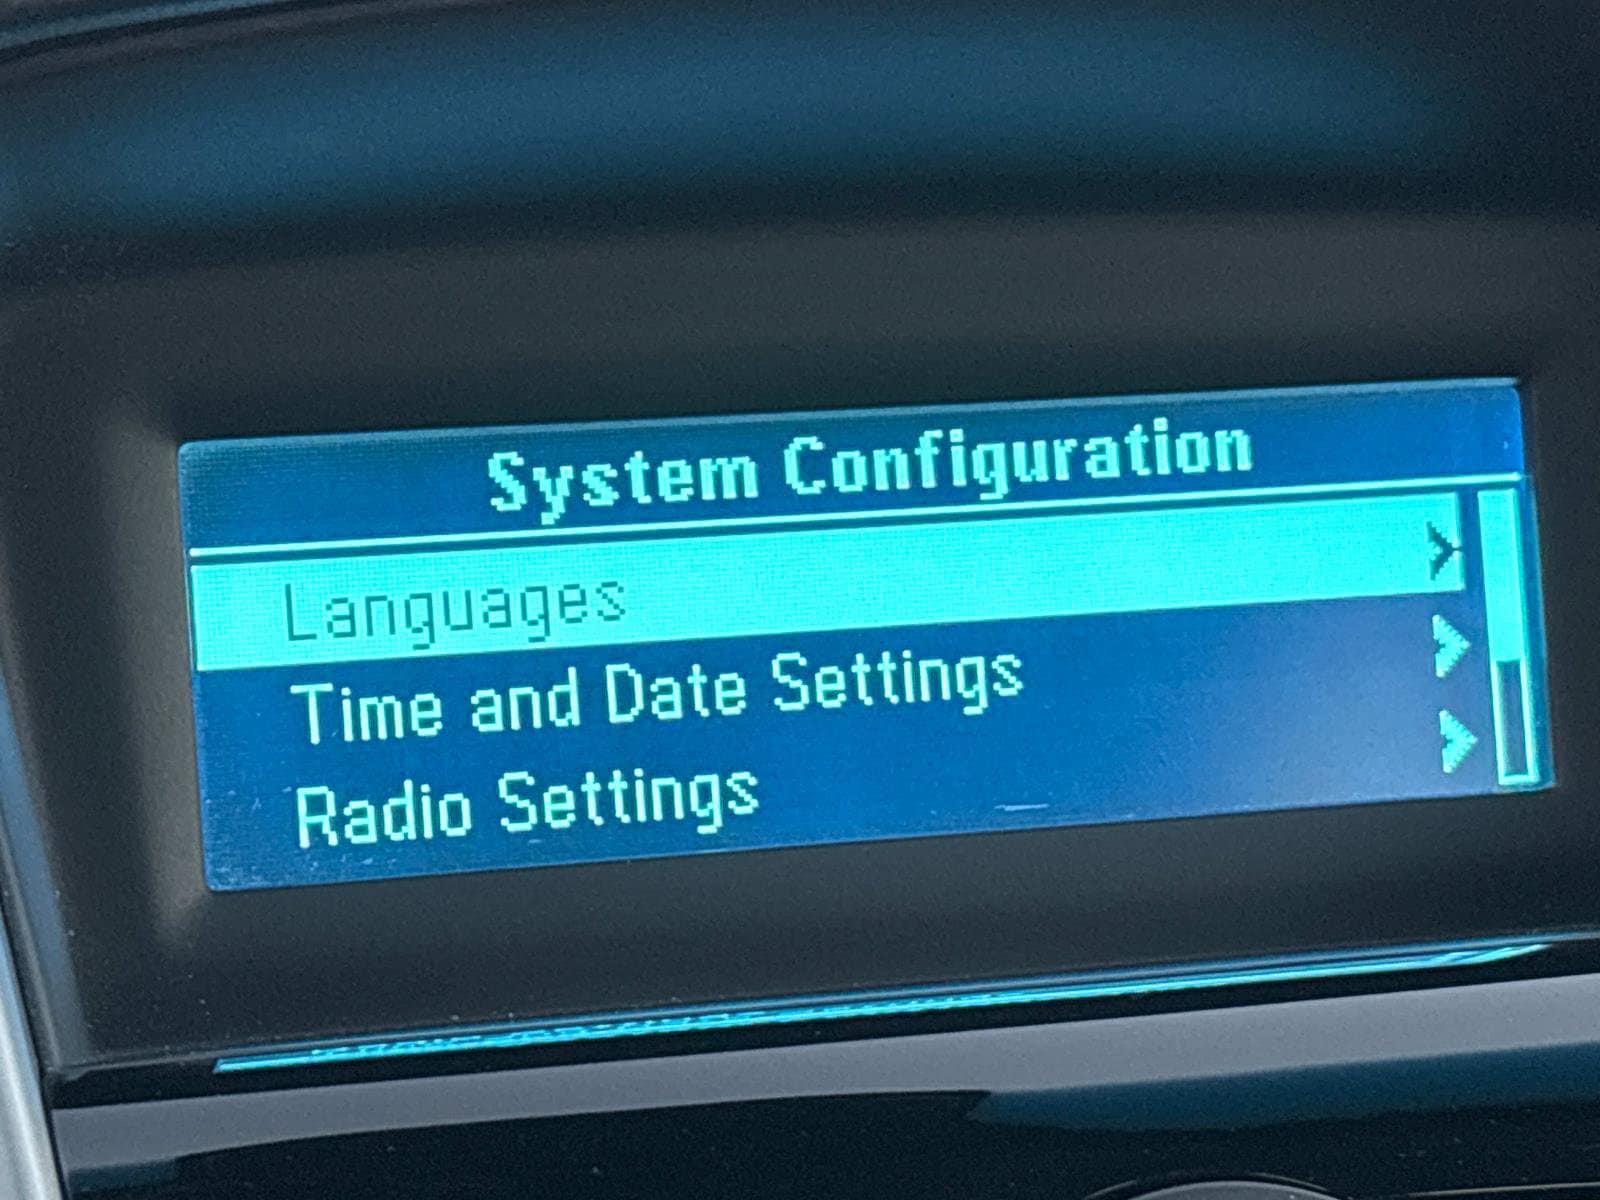 System Configuration
Languages
Time and Date Settings
Radio Settings